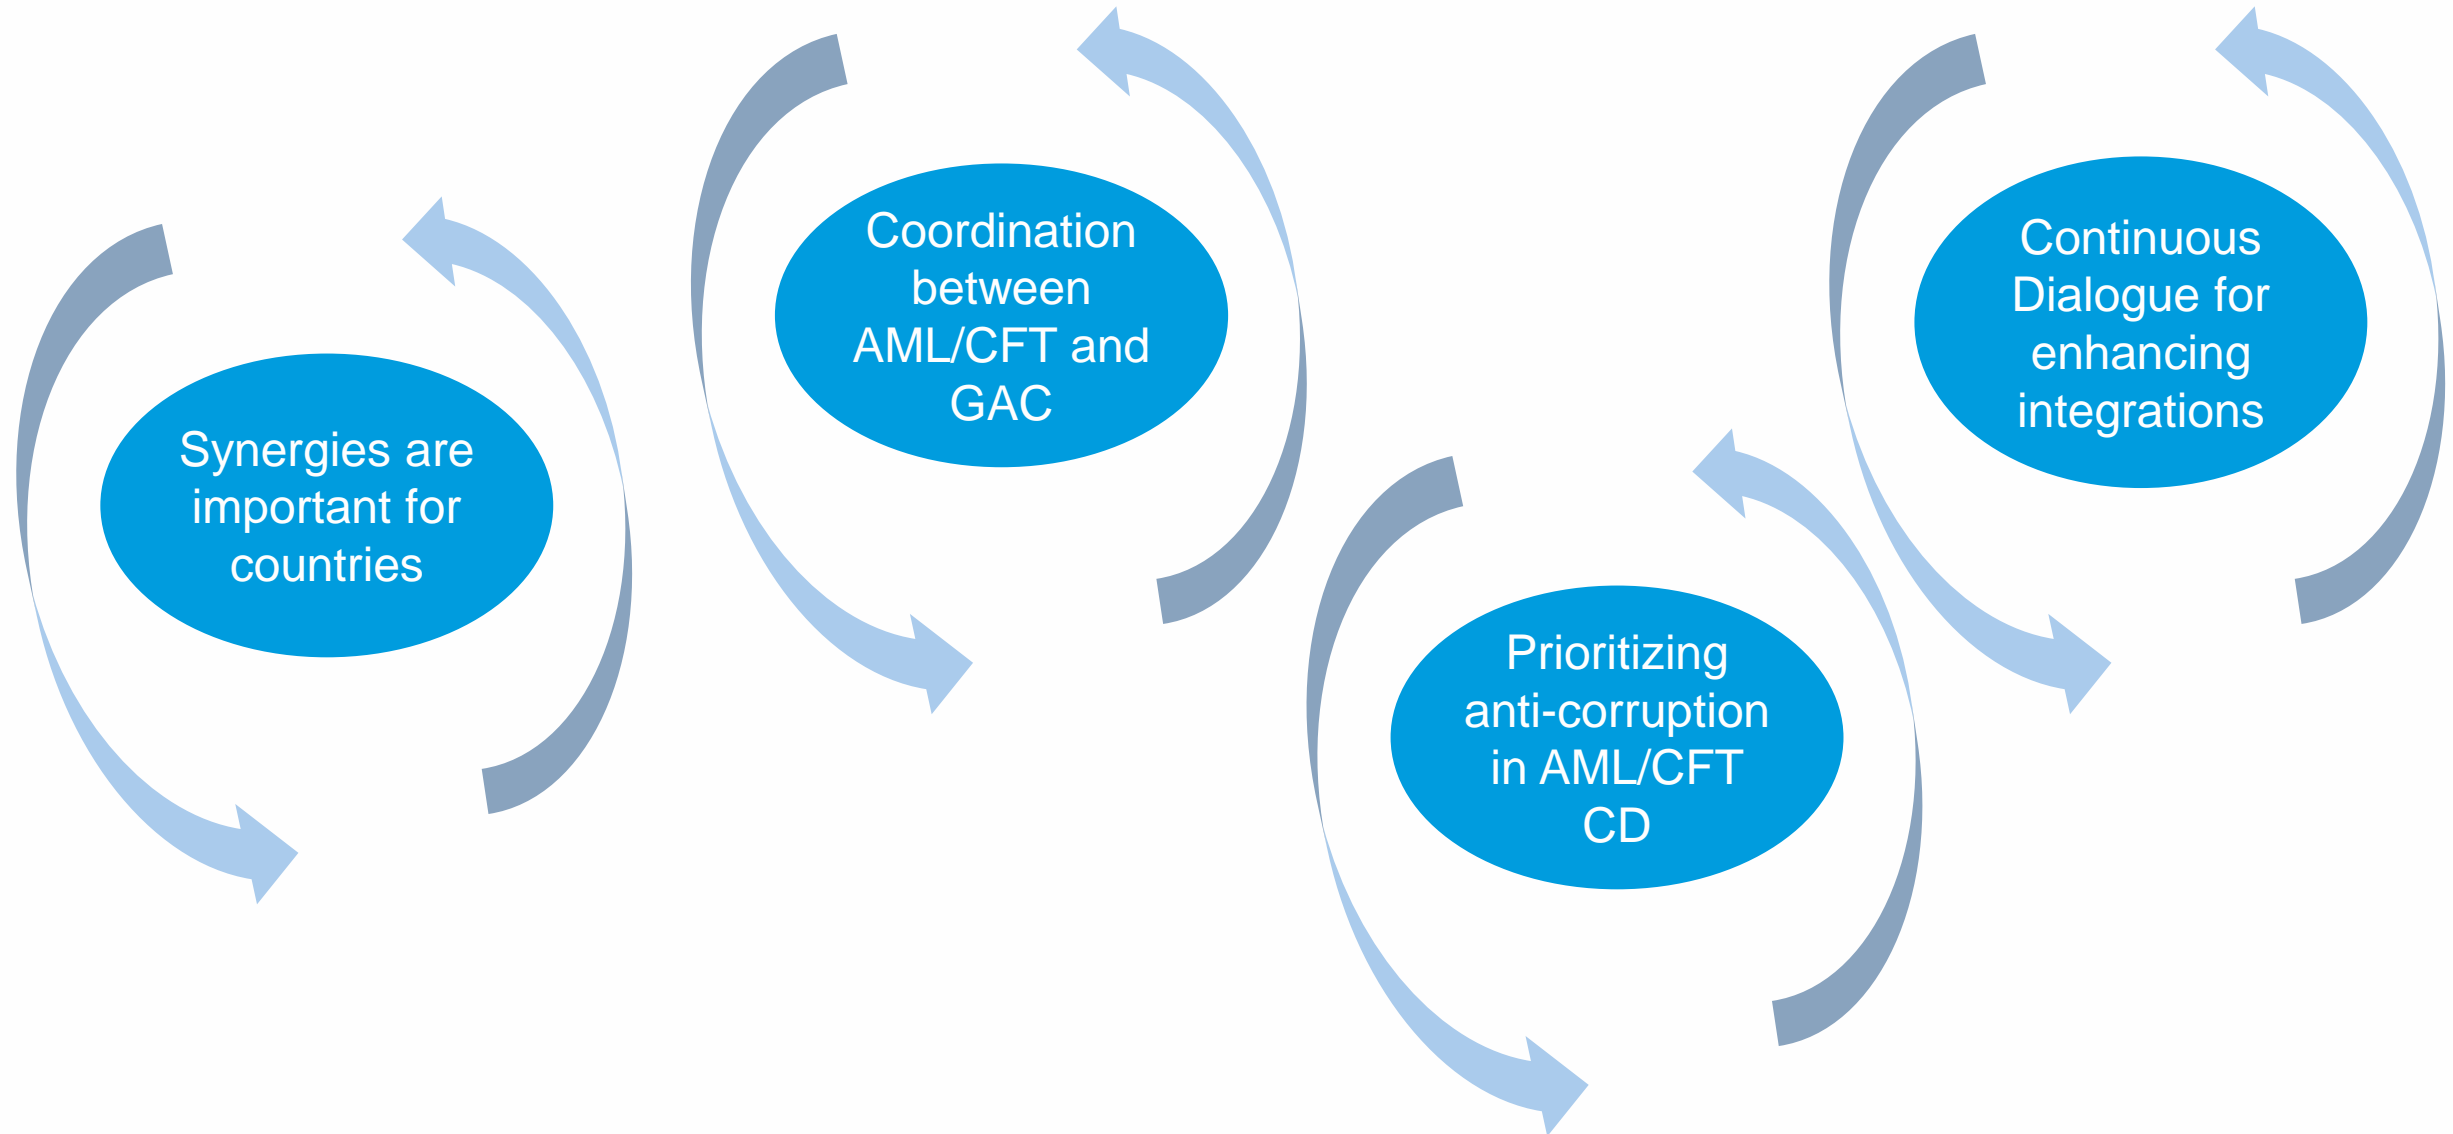 Synergies are
important for
countries
Coordination
between
AML/CFT and
GAC
Prioritizing
anti-corruption
in AML/CFT
CD
Continuous
Dialogue for
enhancing
integrations